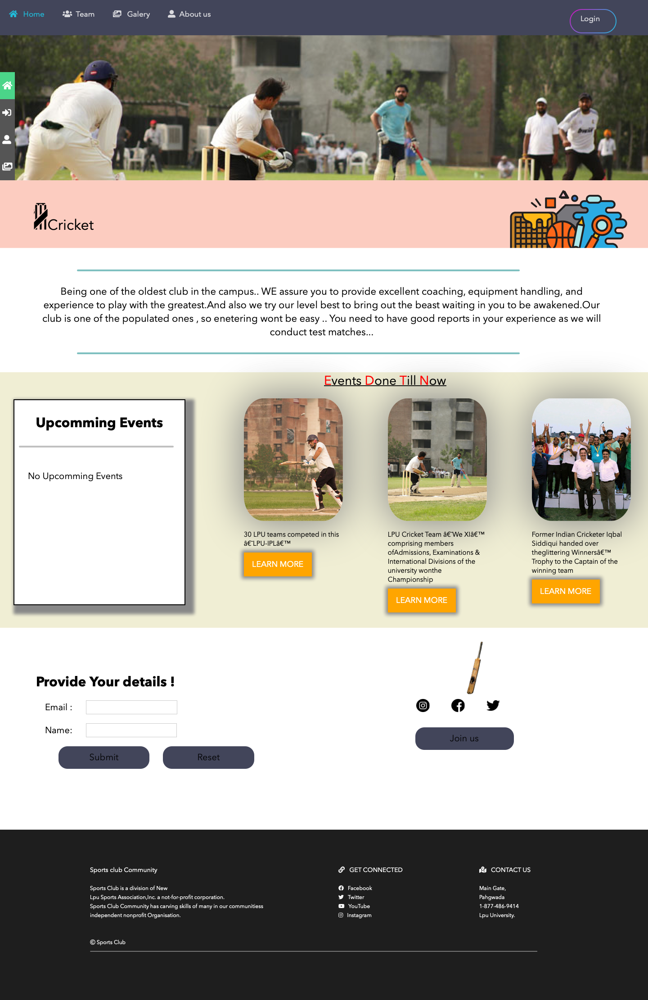 Home Team Galery About us Login
Cricket
Being one of the oldest club in the campus.. WE assure you to provide excellent coaching, equipment handling, and
experience to play with the greatest.And also we try our level best to bring out the beast waiting in you to be awakened.Our
club is one of the populated ones , so enetering wont be easy .. You need to have good reports in your experience as we will
conduct test matches...
Events Done Till Now
Upcomming Events
No Upcomming Events
30 LPU teams competed in this
â€˜LPU-IPLâ€™
LEARN MORE
LPU Cricket Team â€˜We XIâ€™
comprising members
ofAdmissions, Examinations &
International Divisions of the
university wonthe
Championship
LEARN MORE
Former Indian Cricketer Iqbal
Siddiqui handed over
theglittering Winnersâ€™
Trophy to the Captain of the
winning team
LEARN MORE
Provide Your details !
Email :
Name:
Submit Reset
Join us
Sports club Community
Sports Club is a division of New
Lpu Sports Association,Inc. a not-for-profit corporation.
Sports Club Community has carving skills of many in our communitiess
independent nonprofit Organisation.
© Sports Club
GET CONNECTED
Facebook
Twitter
YouTube
Instagram
CONTACT US
Main Gate,
Pahgwada
1-877-486-9414
Lpu University.